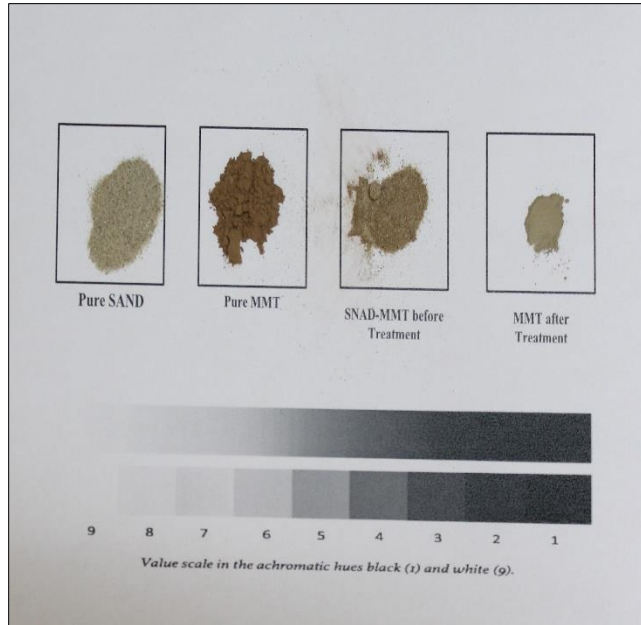 Pure SAND
Pure MMT
SNAD-MMT before
Treatment
MMT after
Treatment
9 8 7 6 5 4 3 2 1
Value scale in the achromatic hues black (1) and white (9).